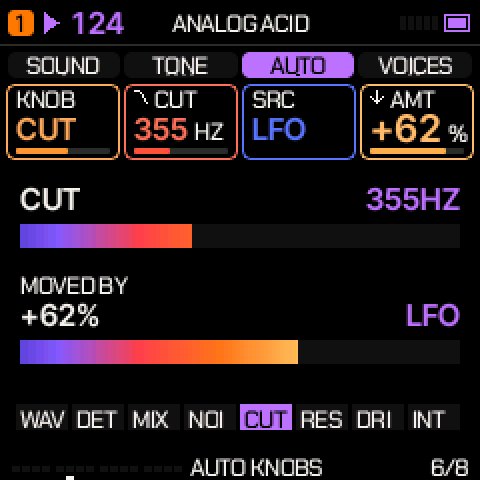 1 124 ANALOG ACID
SOUND TONE AUTO VOICES
KNOB CUT SRC AMT
CUT 355 HZ LFO +62 %
CUT 355HZ
MOVED BY
+62% LFO
WAV DET MIX NOI CUT RES DRI INT
AUTO KNOBS 6/8